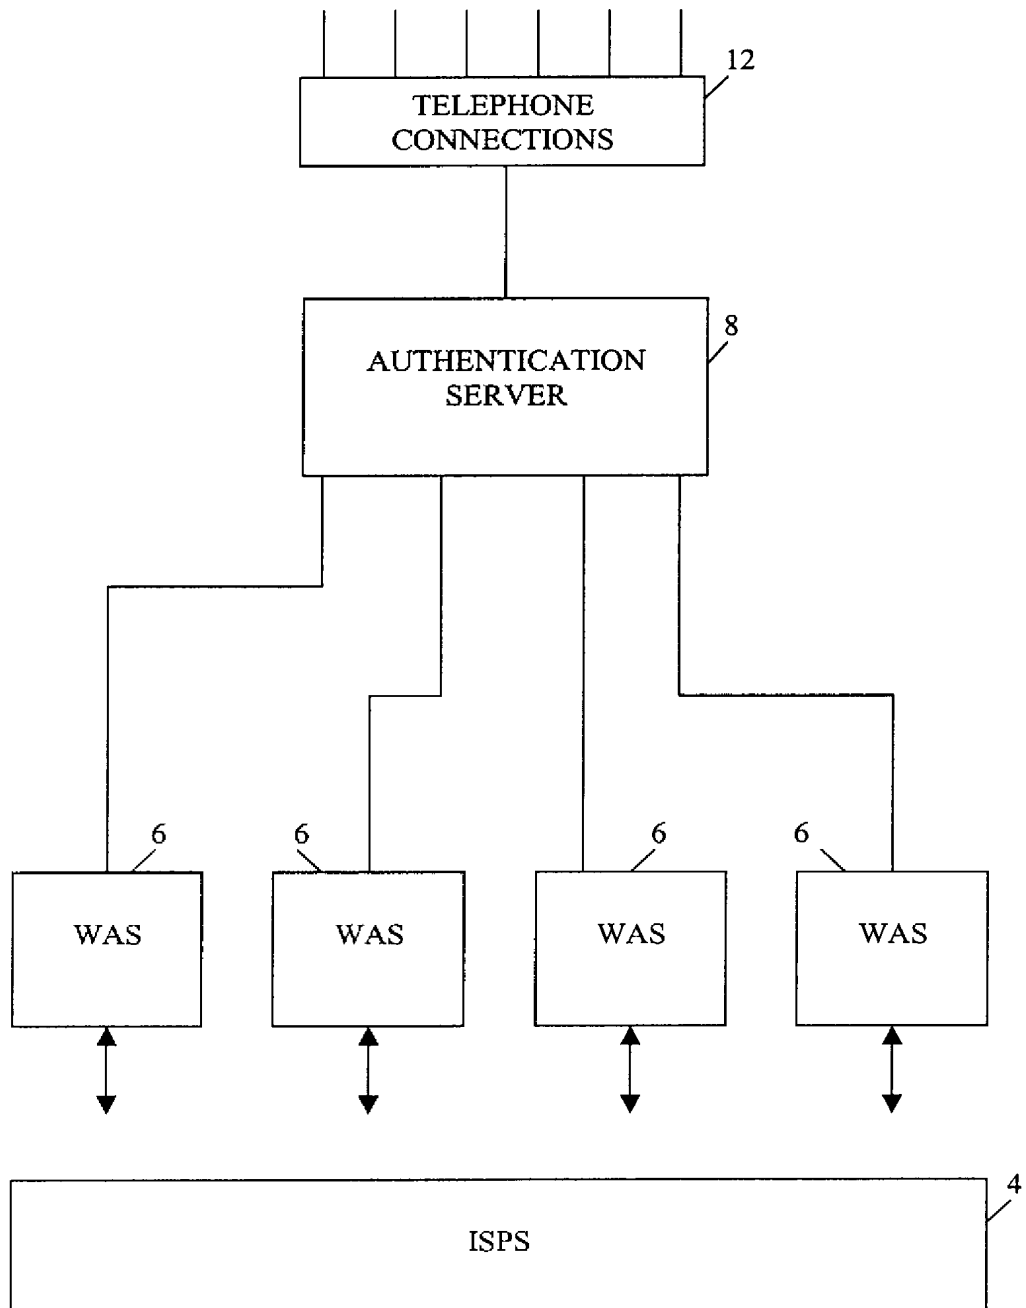 12
TELEPHONE
CONNECTIONS
8
AUTHENTICATION
SERVER
6 6 6 6
WAS WAS WAS WAS
4
ISPS